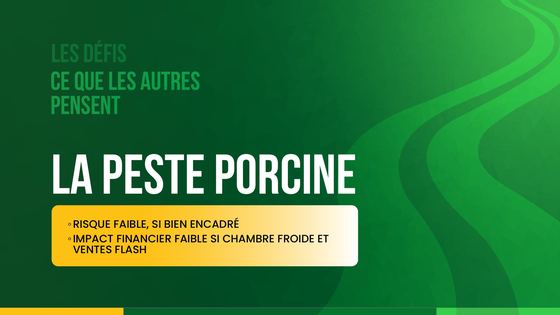 LES DÉFIS
CE QUE LES AUTRES
PENSENT
LA PESTE PORCINE
◦RISQUE FAIBLE, SI BIEN ENCADRÉ
◦IMPACT FINANCIER FAIBLE SI CHAMBRE FROIDE ET
VENTES FLASH